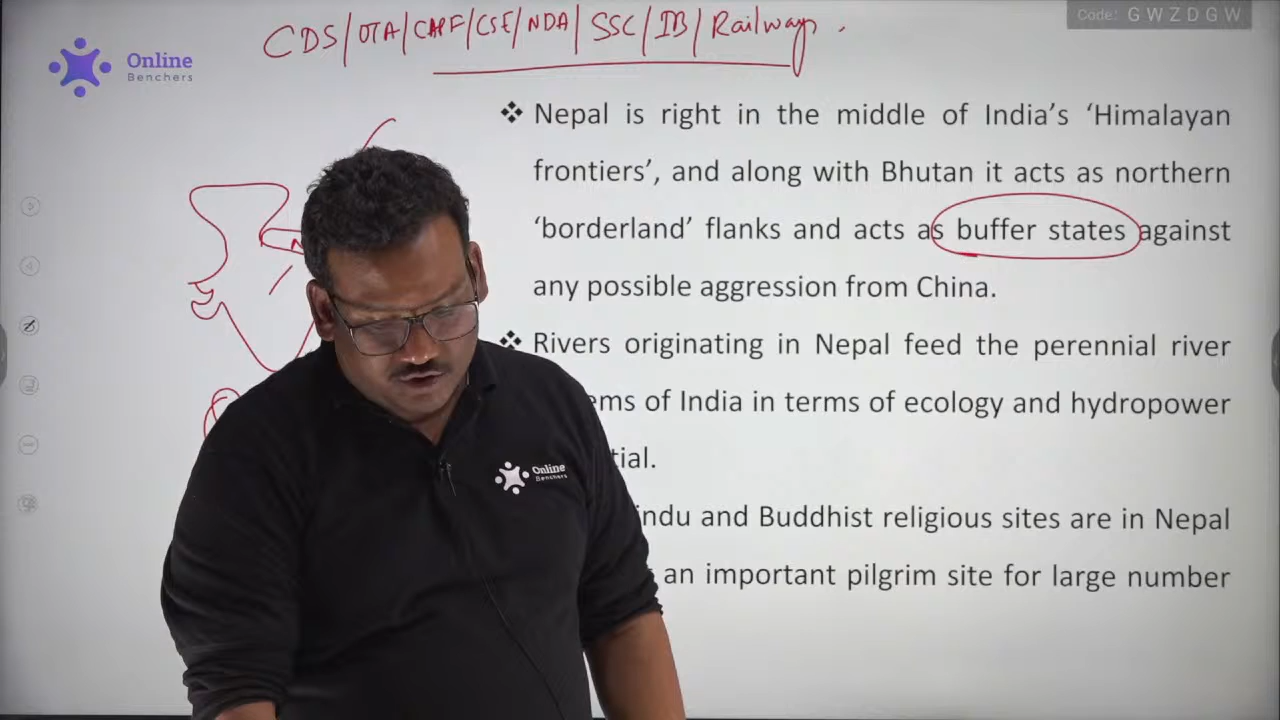 Code: G W Z D G W
CDS/OTA/CAPF/CSE/NDA/SSC/IB/Railways.
Online
Benchers
❖ Nepal is right in the middle of India’s ‘Himalayan
frontiers’, and along with Bhutan it acts as northern
‘borderland’ flanks and acts as buffer states against
any possible aggression from China.
❖ Rivers originating in Nepal feed the perennial river
ems of India in terms of ecology and hydropower
tial.
indu and Buddhist religious sites are in Nepal
an important pilgrim site for large number
Online
Benchers